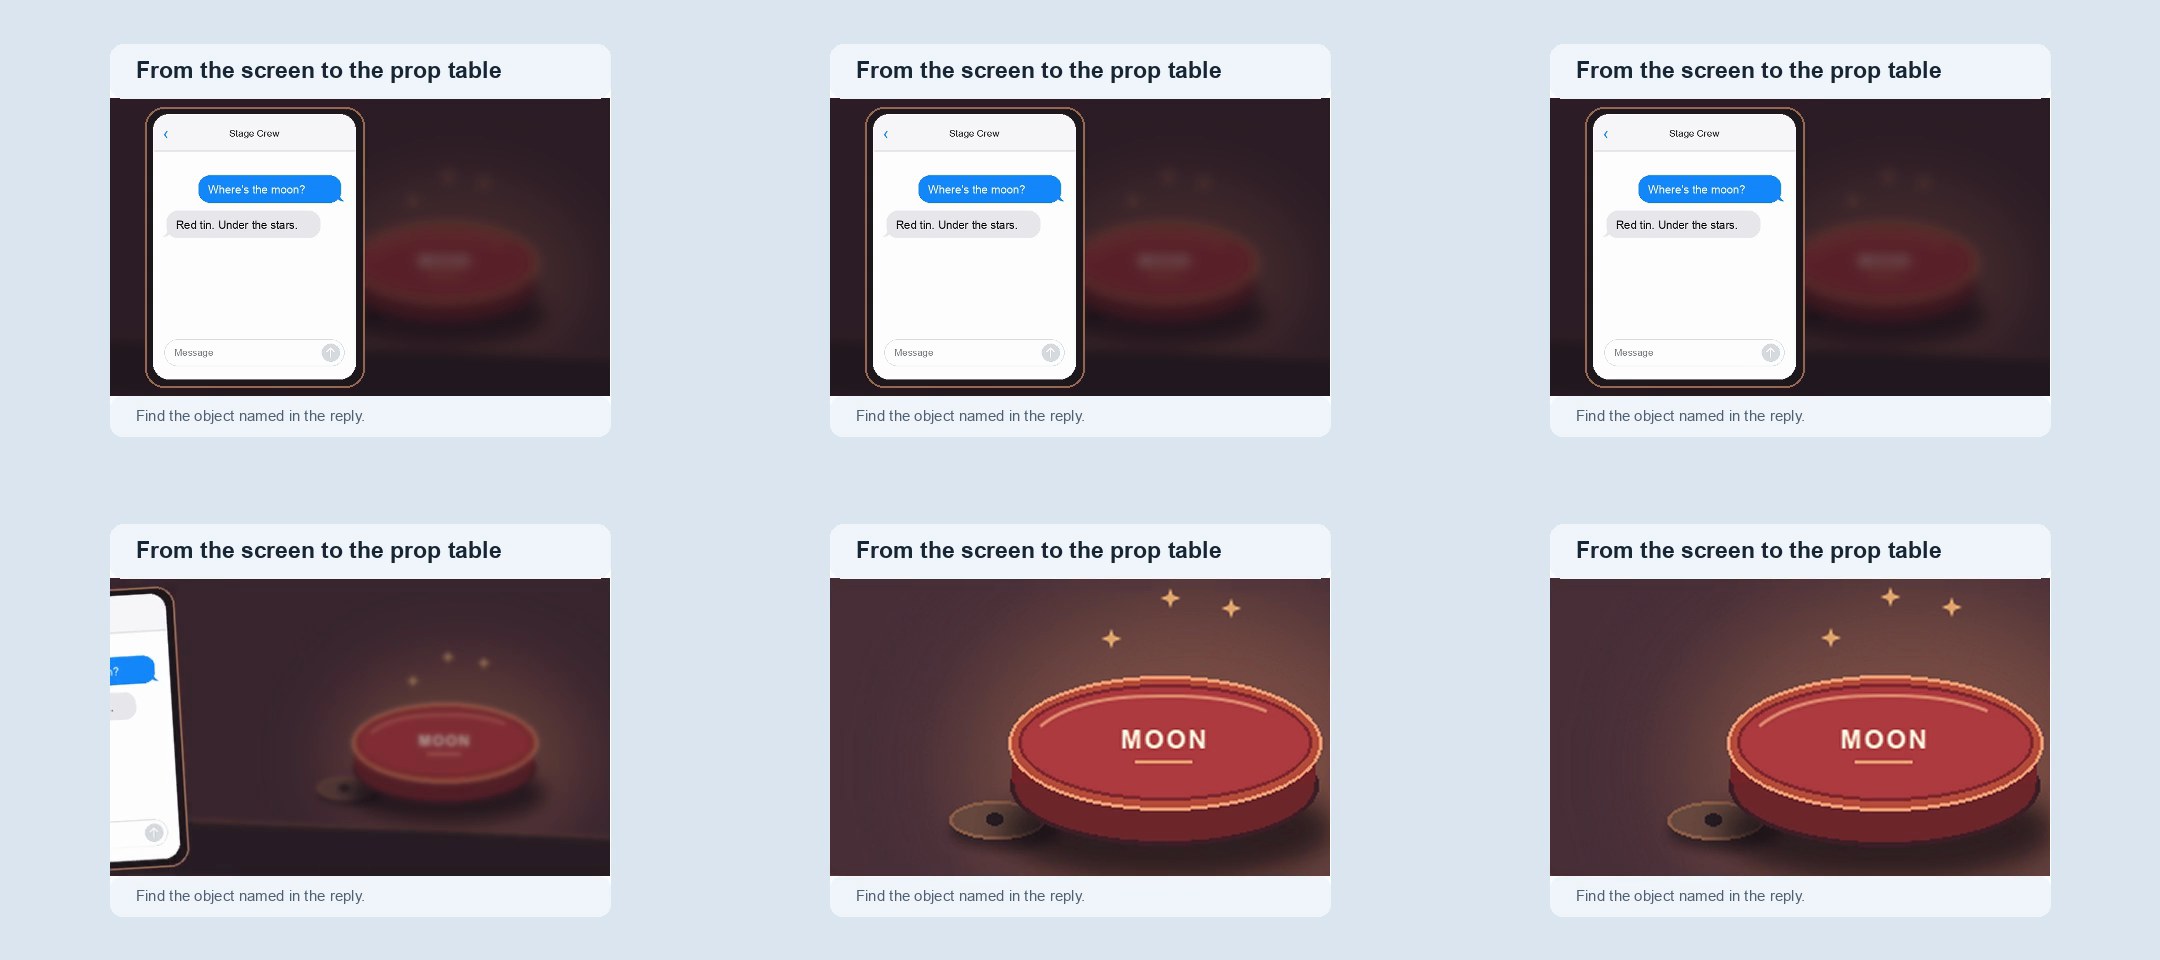 From the screen to the prop table
Stage Crew
Where's the moon?
Red tin. Under the stars.
Message
Find the object named in the reply.
From the screen to the prop table
Stage Crew
Where's the moon?
Red tin. Under the stars.
Message
Find the object named in the reply.
From the screen to the prop table
Stage Crew
Where's the moon?
Red tin. Under the stars.
Message
Find the object named in the reply.
From the screen to the prop table
MOON
Find the object named in the reply.
From the screen to the prop table
MOON
Find the object named in the reply.
From the screen to the prop table
MOON
Find the object named in the reply.